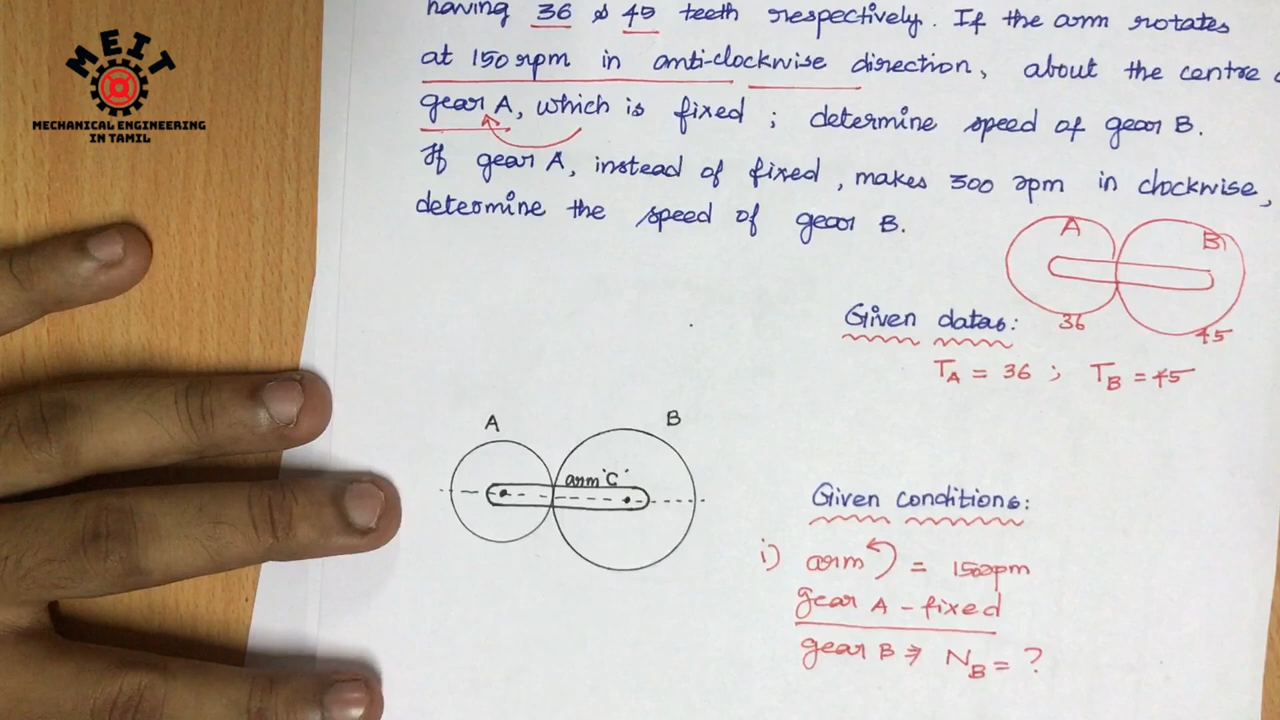 MEIT
MECHANICAL ENGINEERING
IN TAMIL
having 36 & 45 teeth respectively. If the arm rotates
at 150 rpm in anti-clockwise direction, about the centre
gear A, which is fixed ; determine speed of gear B.
If gear A, instead of fixed, makes 300 rpm in clockwise,
determine the speed of gear B.
A B
36 45
Given datas:
TA = 36 ; TB = 45
A B
arm 'C'
Given conditions:
i) arm = 150rpm
gear A - fixed
gear B ⇒ NB = ?